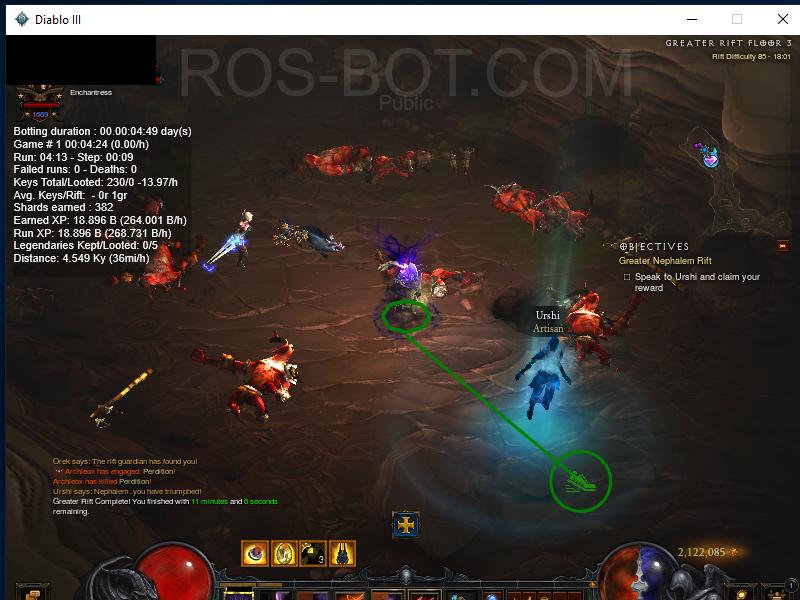 Diablo III
GREATER RIFT FLOOR 3
Rift Difficulty 85 - 18:01
ROS-BOT.COM
Public
Enchantress
1669
Botting duration : 00.00:04:49 day(s)
Game # 1 00:04:24 (0.00/h)
Run: 04:13 - Step: 00:09
Failed runs: 0 - Deaths: 0
Keys Total/Looted: 230/0 -13.97/h
Avg. Keys/Rift: - 0r 1gr
Shards earned : 382
Earned XP: 18.896 B (264.001 B/h)
Run XP: 18.896 B (268.731 B/h)
Legendaries Kept/Looted: 0/5
Distance: 4.549 Ky (36mi/h)
OBJECTIVES
Greater Nephalem Rift
Speak to Urshi and claim your
reward
Urshi
Artisan
Orek says: The rift guardian has found you!
Archleox has engaged: Perdition!
Archleox has killed Perdition!
Urshi says: Nephalem, you have triumphed!
Greater Rift Complete! You finished with 11 minutes and 6 seconds
remaining.
3
2,122,085
1